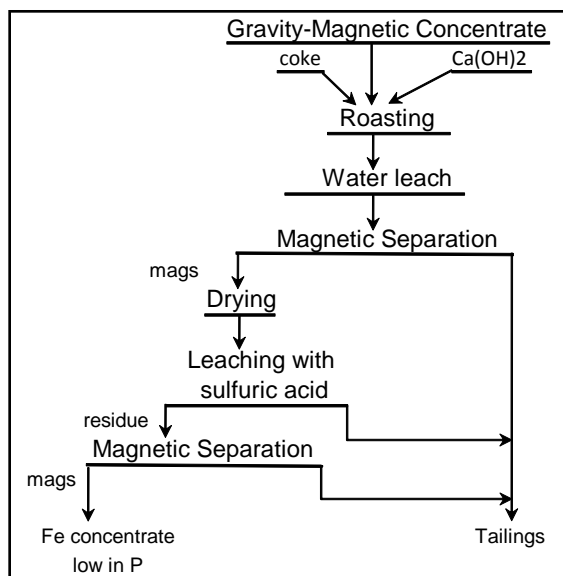 Gravity-Magnetic Concentrate
coke
Ca(OH)2
Roasting
Water leach
Magnetic Separation
mags
Drying
Leaching with
sulfuric acid
residue
Magnetic Separation
mags
Fe concentrate
low in P
Tailings